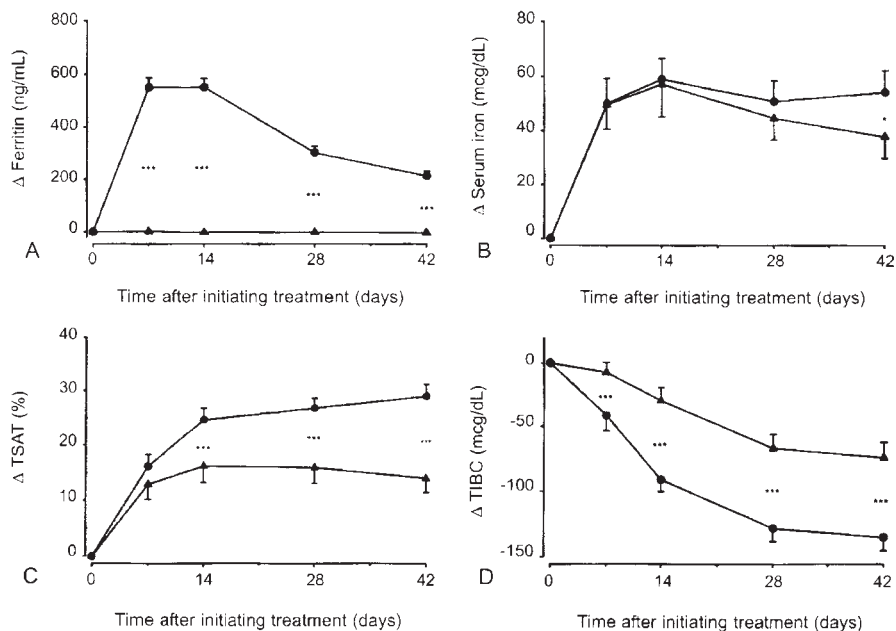 800
600
400
200
0
Δ Ferritin (ng/mL)
***
***
***
***
A
0 14 28 42
Time after initiating treatment (days)
80
60
40
20
0
Δ Serum iron (mcg/dL)
*
B
0 14 28 42
Time after initiating treatment (days)
40
30
20
10
0
Δ TSAT (%)
***
***
***
C
0 14 28 42
Time after initiating treatment (days)
0
-50
-100
-150
Δ TIBC (mcg/dL)
***
***
***
***
D
0 14 28 42
Time after initiating treatment (days)